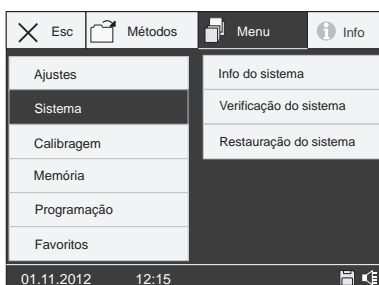 Esc Métodos Menu Info
Ajustes
Sistema
Calibragem
Memória
Programação
Favoritos
Info do sistema
Verificação do sistema
Restauração do sistema
01.11.2012 12:15